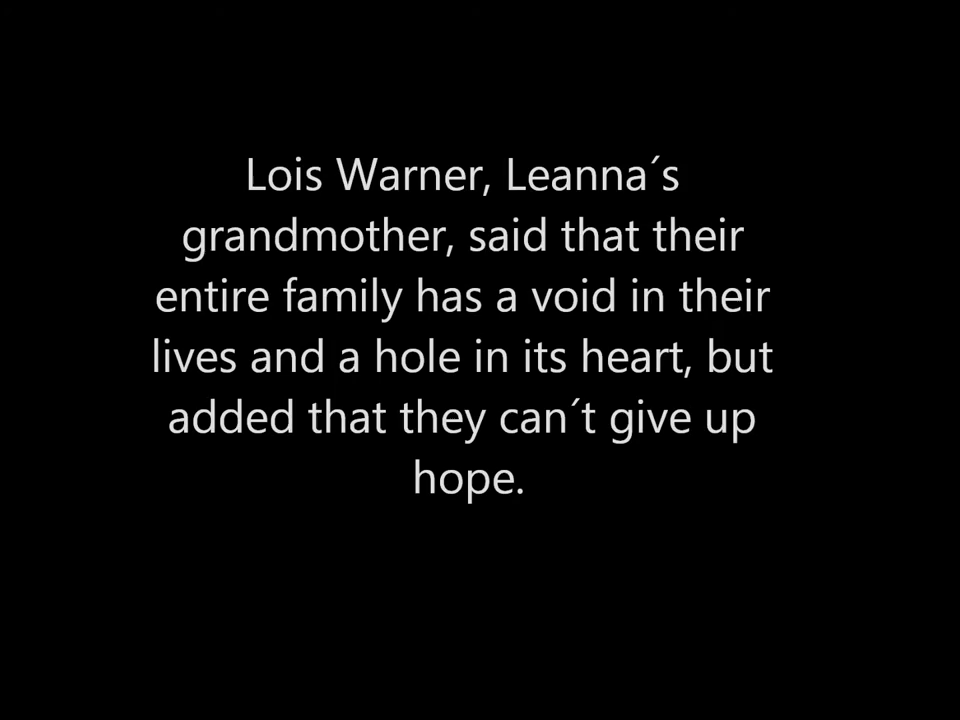 Lois Warner, Leanna´s
grandmother, said that their
entire family has a void in their
lives and a hole in its heart, but
added that they can´t give up
hope.